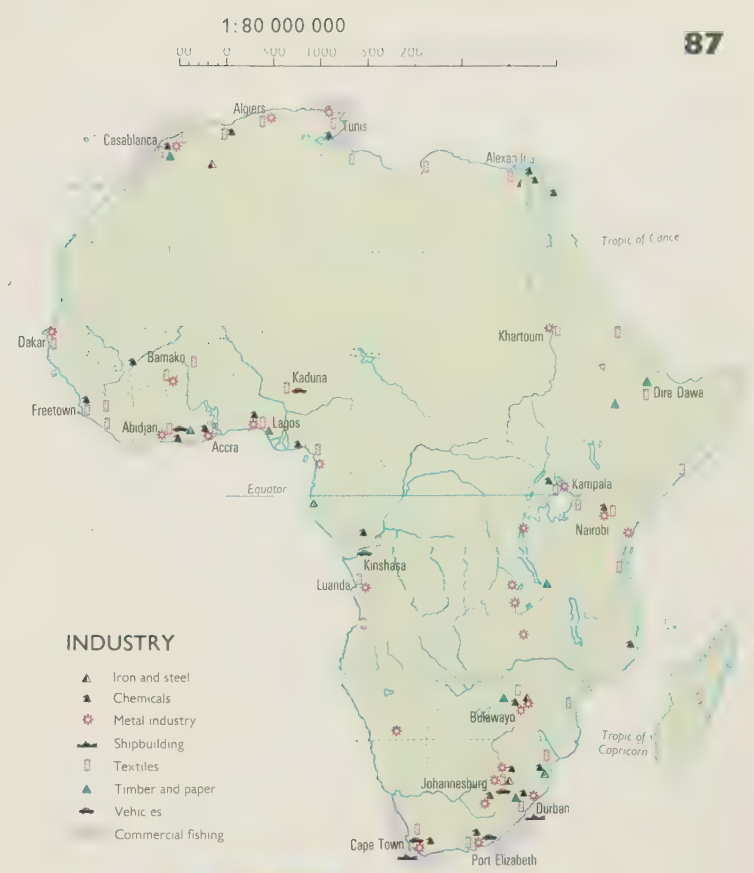 1:80 000 000
87
Algiers
Tunis
Casablanca
Tropic of
Khartoum
Dakar
Bamako
Kaduna
Dire Dawa
Freetown
Abidjan
Lagos
Accra
Equator
Kampala
Nairobi
Kinshasa
Luanda
Bulawayo
Tropic of
Capricorn
Johannesburg
Durban
Cape Town
Port Elizabeth
INDUSTRY
Iron and steel
Chemicals
Metal industry
Shipbuilding
Textiles
Timber and paper
Commercial fishing